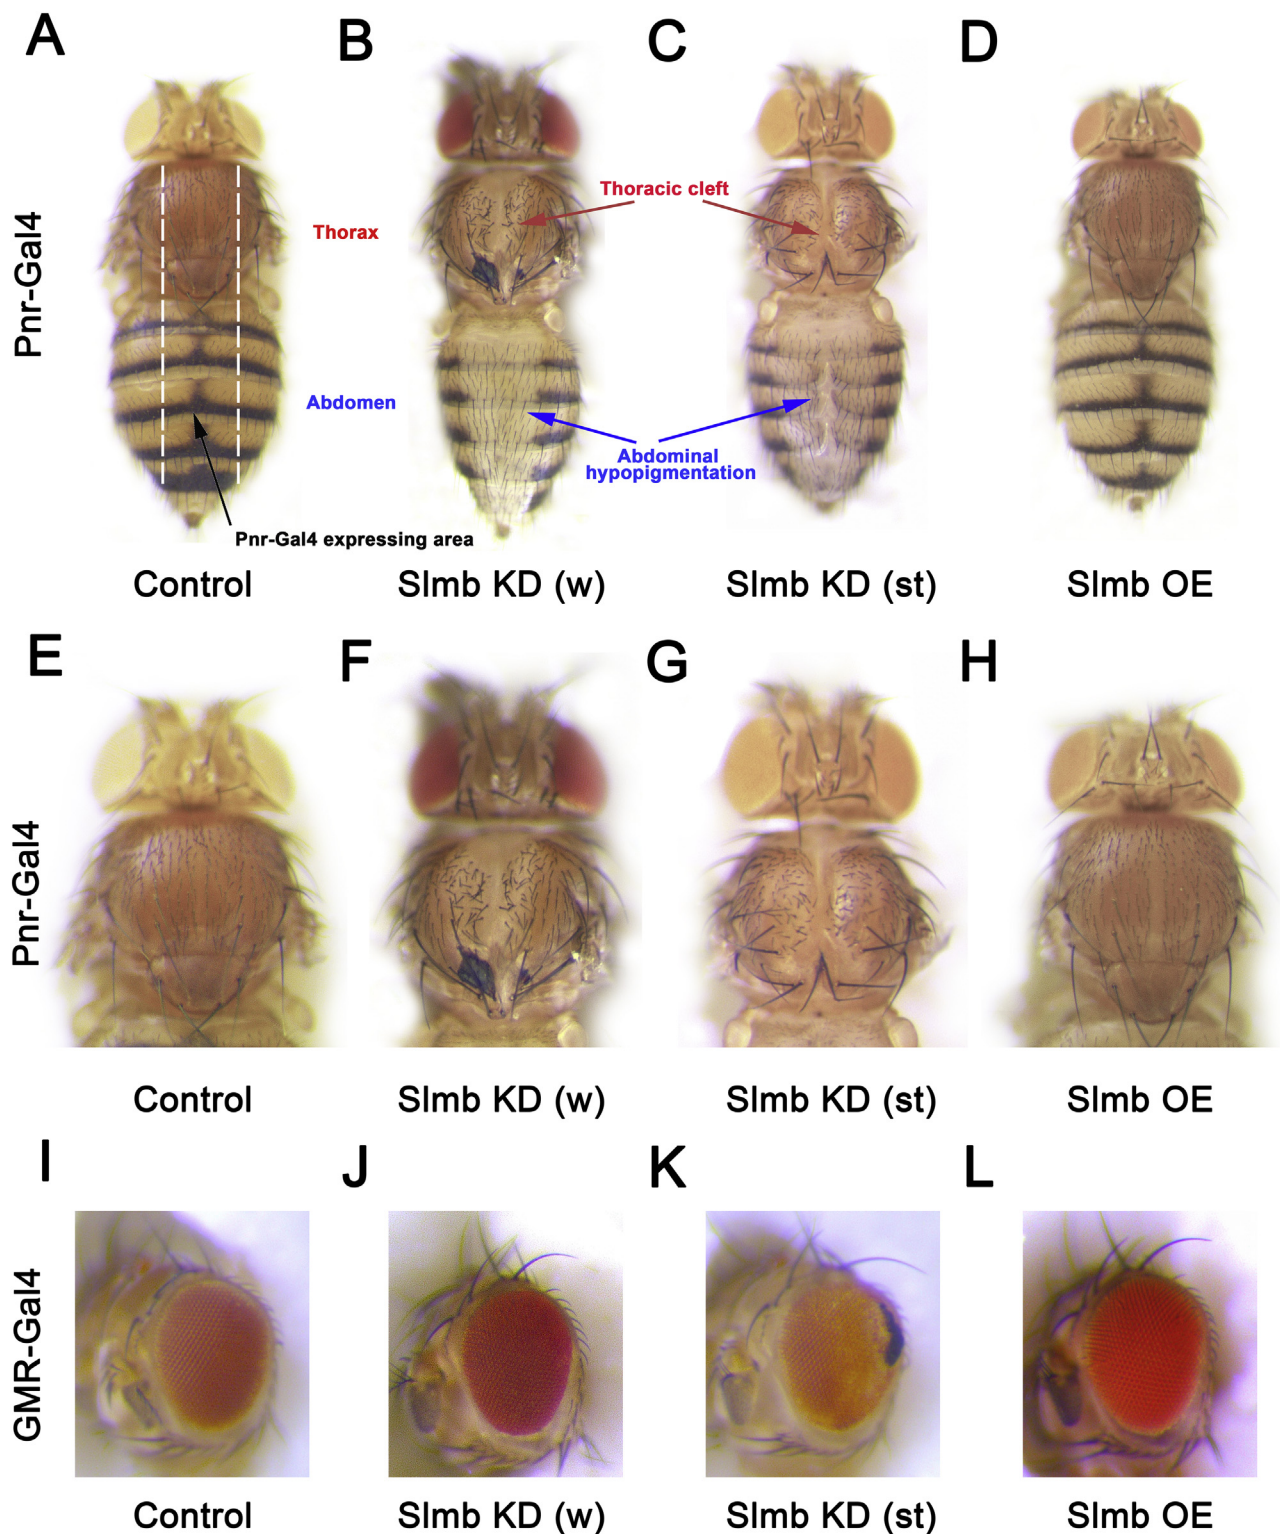 A
B
C
D
Pnr-Gal4
Thoracic cleft
Thorax
Abdomen
Abdominal
hypopigmentation
Pnr-Gal4 expressing area
Control
Slmb KD (w)
Slmb KD (st)
Slmb OE
E
F
G
H
Pnr-Gal4
Control
Slmb KD (w)
Slmb KD (st)
Slmb OE
I
J
K
L
GMR-Gal4
Control
Slmb KD (w)
Slmb KD (st)
Slmb OE